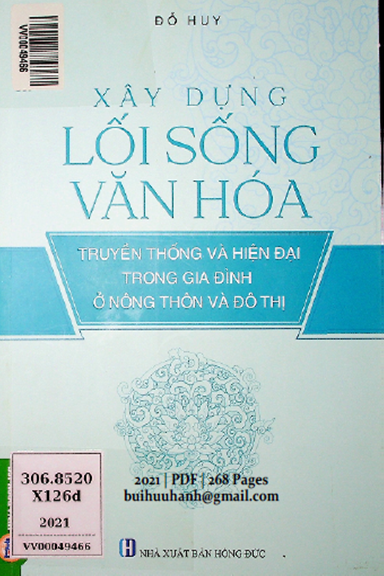 ĐỖ HUY
VV00049466
XÂY DỰNG
LỐI SỐNG
VĂN HÓA
TRUYỀN THỐNG VÀ HIỆN ĐẠI
TRONG GIA ĐÌNH
Ở NÔNG THÔN VÀ ĐÔ THỊ
306.8520
X126d
2021
VV00049466
2021 | PDF | 268 Pages
buihuuhanh@gmail.com
NHÀ XUẤT BẢN HỒNG ĐỨC